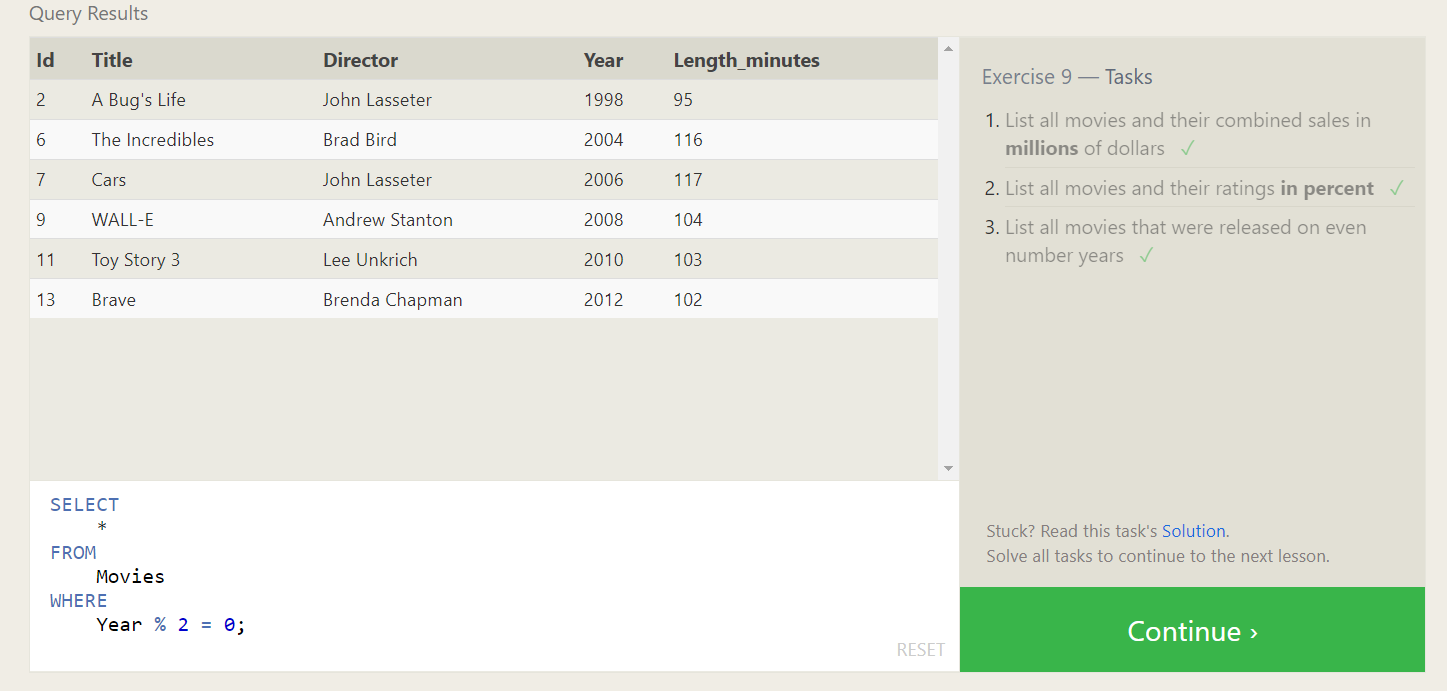 Query Results
Id Title Director Year Length_minutes
2 A Bug's Life John Lasseter 1998 95
6 The Incredibles Brad Bird 2004 116
7 Cars John Lasseter 2006 117
9 WALL-E Andrew Stanton 2008 104
11 Toy Story 3 Lee Unkrich 2010 103
13 Brave Brenda Chapman 2012 102
SELECT
*
FROM
Movies
WHERE
Year % 2 = 0;
RESET
Exercise 9 — Tasks
1. List all movies and their combined sales in
millions of dollars ✓
2. List all movies and their ratings in percent ✓
3. List all movies that were released on even
number years ✓
Stuck? Read this task's Solution.
Solve all tasks to continue to the next lesson.
Continue ›